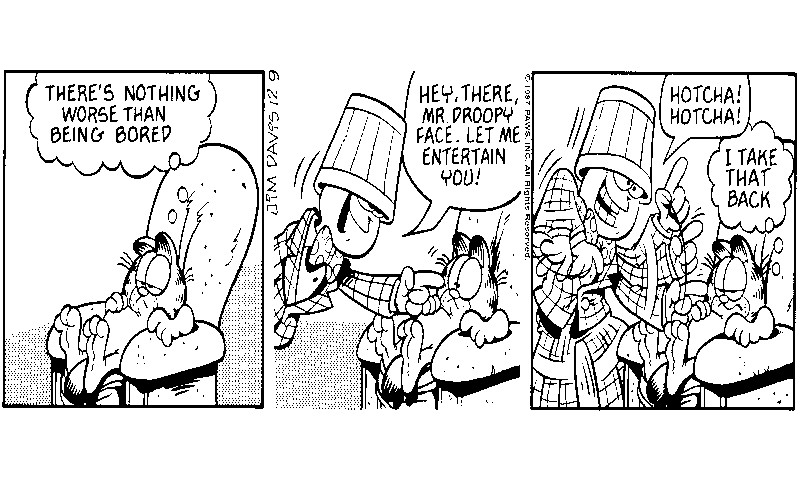 THERE'S NOTHING
WORSE THAN
BEING BORED
JIM DAVIS 12 9
HEY, THERE,
MR. DROOPY
FACE. LET ME
ENTERTAIN
YOU!
© 1987 PAWS, INC. All Rights Reserved.
HOTCHA!
HOTCHA!
I TAKE
THAT
BACK